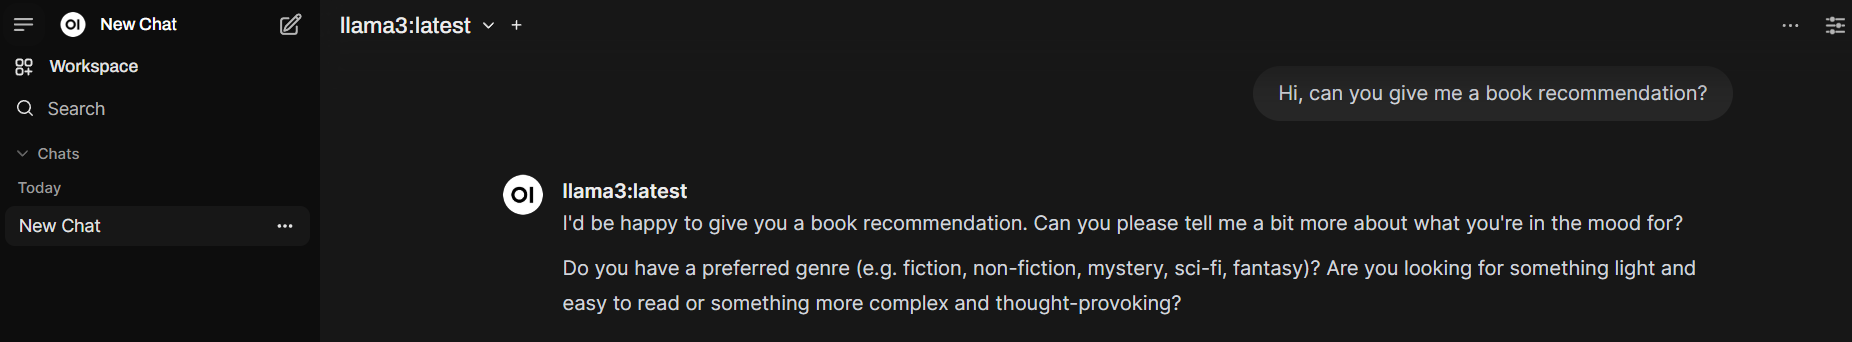 OI New Chat
Workspace
Search
Chats
Today
New Chat
llama3:latest
Hi, can you give me a book recommendation?
OI llama3:latest
I'd be happy to give you a book recommendation. Can you please tell me a bit more about what you're in the mood for?
Do you have a preferred genre (e.g. fiction, non-fiction, mystery, sci-fi, fantasy)? Are you looking for something light and
easy to read or something more complex and thought-provoking?